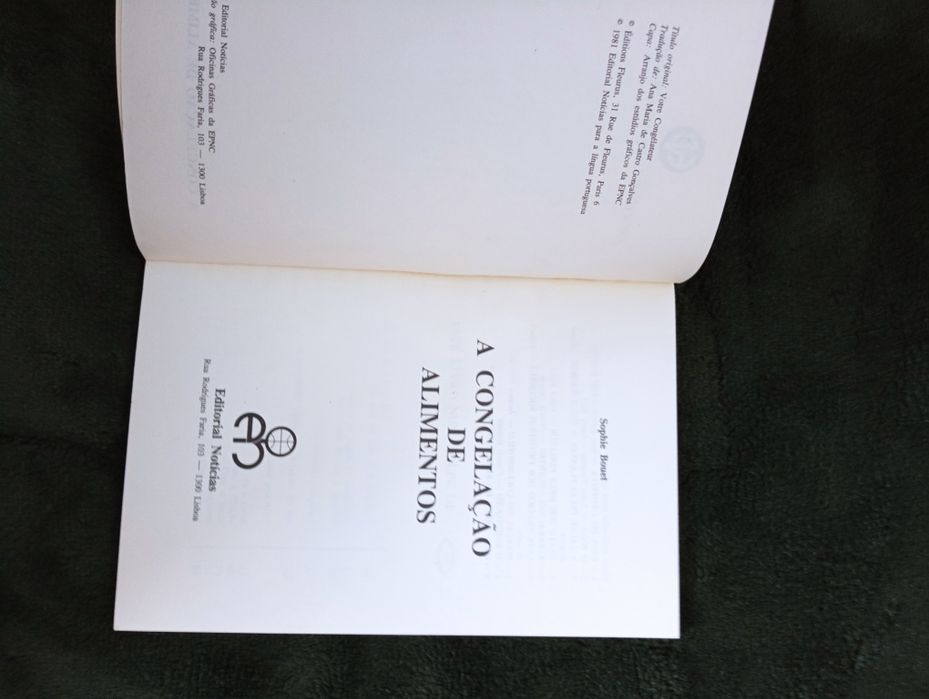 Título original: Votre Congélateur
Tradução de: Ana Maria de Castro Gonçalves
Capa: Arranjo dos estúdios gráficos da EPNC
© Éditions Fleurus, 31 Rue de Fleurus, Paris 6
© 1981 Editorial Notícias para a língua portuguesa
Editorial Notícias
gráfica: Oficinas Gráficas da EPNC
Rua Rodrigues Faria, 103 — 1300 Lisboa
Sophie Bouet
A CONGELAÇÃO
DE
ALIMENTOS
en
Editorial Notícias
Rua Rodrigues Faria, 103 — 1300 Lisboa